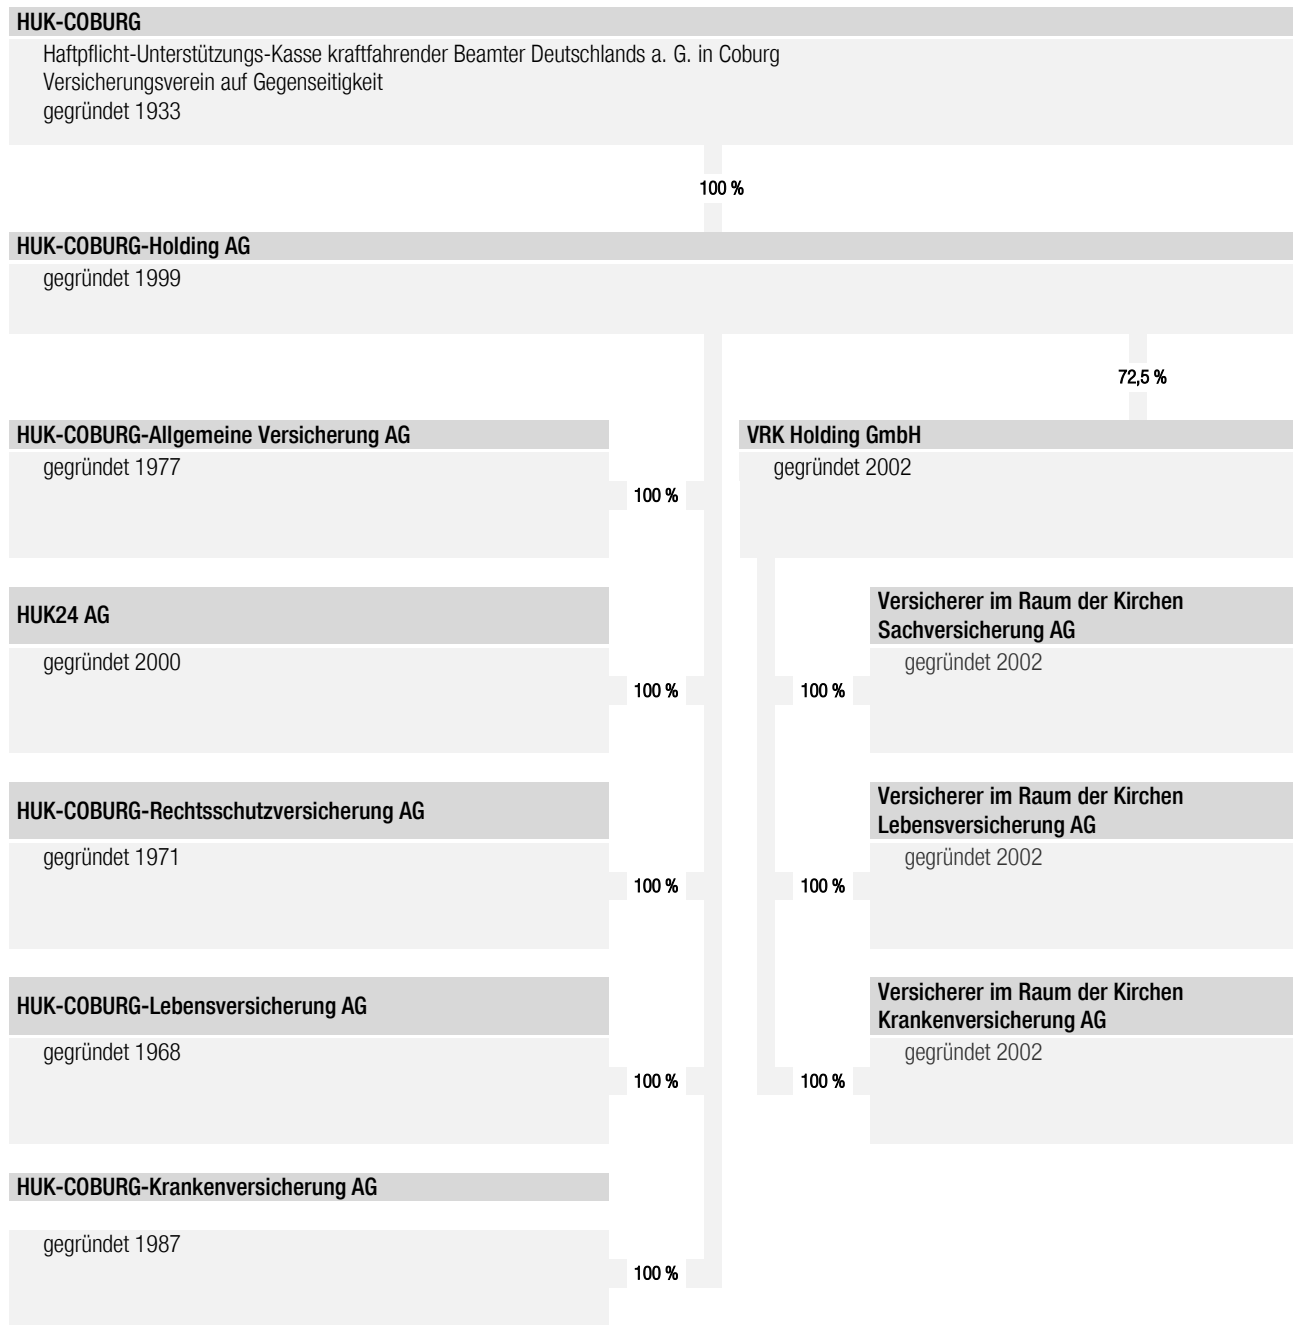 HUK-COBURG
Haftpflicht-Unterstützungs-Kasse kraftfahrender Beamter Deutschlands a. G. in Coburg
Versicherungsverein auf Gegenseitigkeit
gegründet 1933
100 %
HUK-COBURG-Holding AG
gegründet 1999
72,5 %
HUK-COBURG-Allgemeine Versicherung AG
gegründet 1977
100 %
VRK Holding GmbH
gegründet 2002
HUK24 AG
gegründet 2000
100 %
Versicherer im Raum der Kirchen
Sachversicherung AG
gegründet 2002
100 %
HUK-COBURG-Rechtsschutzversicherung AG
gegründet 1971
100 %
Versicherer im Raum der Kirchen
Lebensversicherung AG
gegründet 2002
100 %
HUK-COBURG-Lebensversicherung AG
gegründet 1968
100 %
Versicherer im Raum der Kirchen
Krankenversicherung AG
gegründet 2002
100 %
HUK-COBURG-Krankenversicherung AG
gegründet 1987
100 %